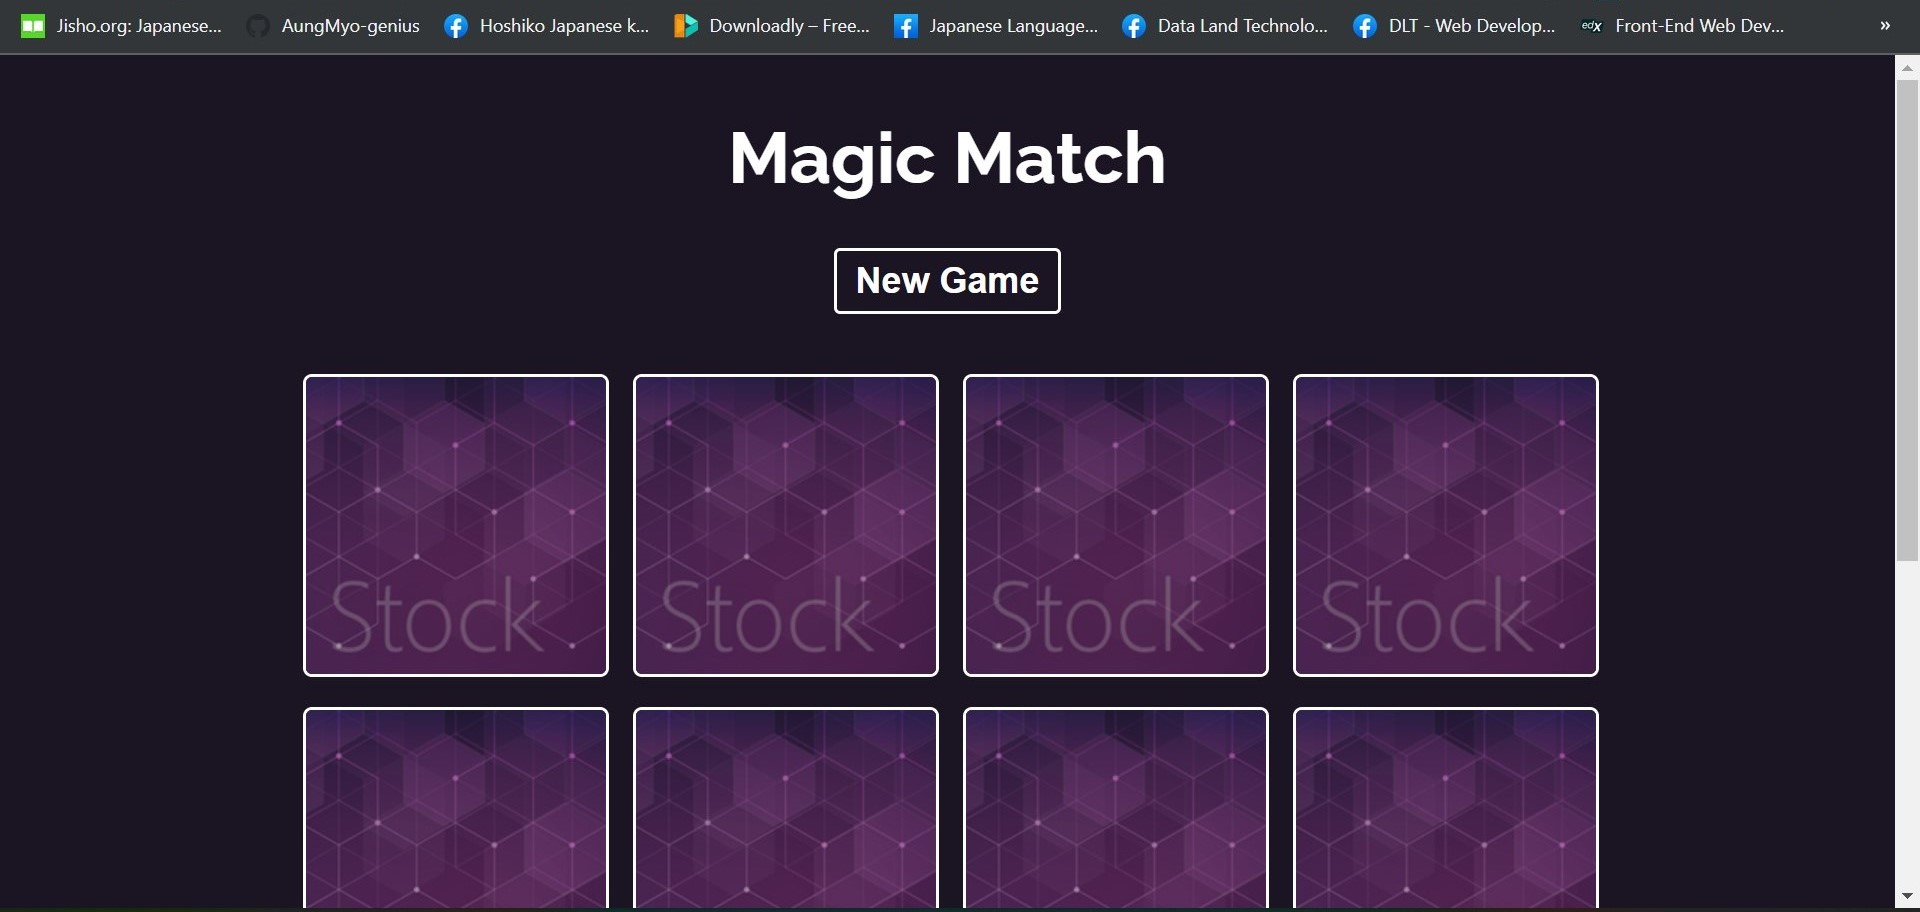 Jisho.org: Japanese... AungMyo-genius Hoshiko Japanese k... Downloadly – Free... Japanese Language... Data Land Technolo... DLT - Web Develop... edX Front-End Web Dev... »
Magic Match
New Game
Stock Stock Stock Stock